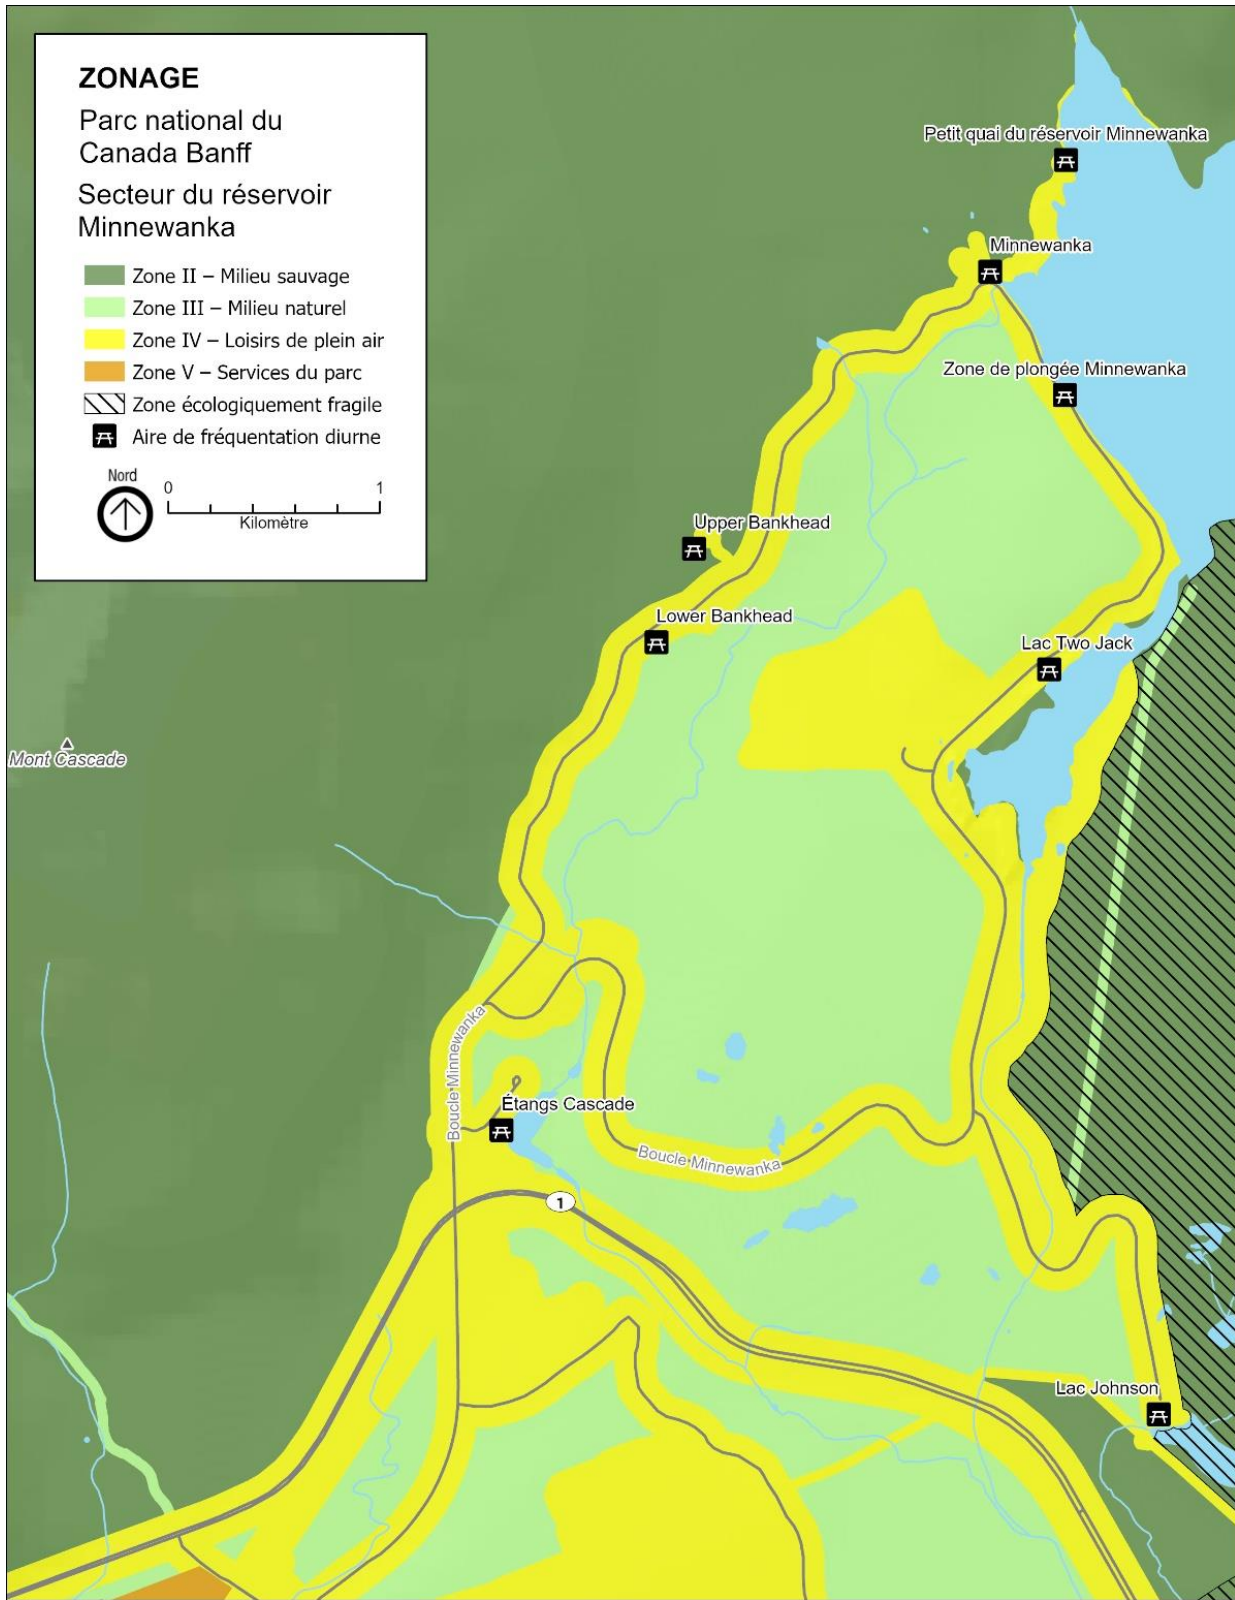 ZONAGE
Parc national du
Canada Banff
Secteur du réservoir
Minnewanka
Zone II – Milieu sauvage
Zone III – Milieu naturel
Zone IV – Loisirs de plein air
Zone V – Services du parc
Zone écologiquement fragile
Aire de fréquentation diurne
Nord
0 1
Kilomètre
Petit quai du réservoir Minnewanka
Minnewanka
Zone de plongée Minnewanka
Upper Bankhead
Lower Bankhead
Lac Two Jack
Mont Cascade
Boucle Minnewanka
Étangs Cascade
Boucle Minnewanka
1
Lac Johnson